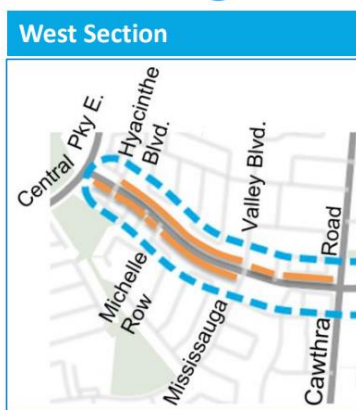 West Section
Central Pky E.
Hyacinthe
Blvd.
Valley Blvd.
Road
Michelle
Row
Mississauga
Cawthra